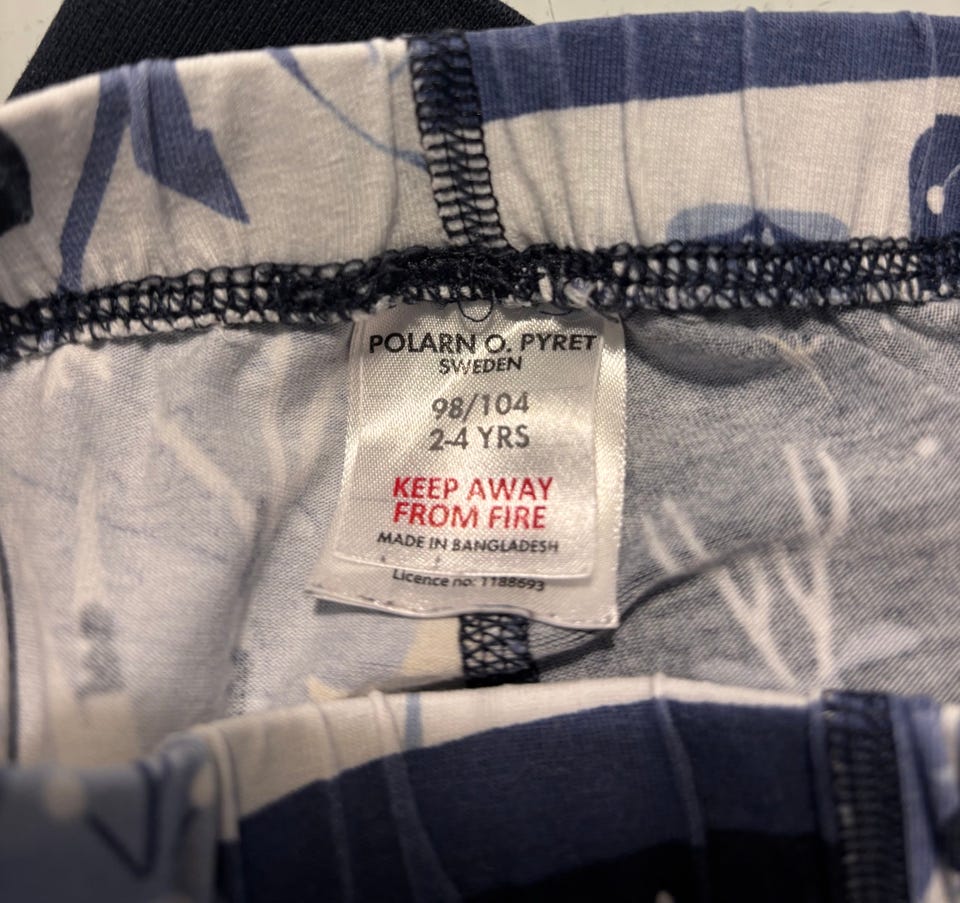 POLARN O. PYRET
SWEDEN
98/104
2-4 YRS
KEEP AWAY
FROM FIRE
MADE IN BANGLADESH
Licence no: 1188693